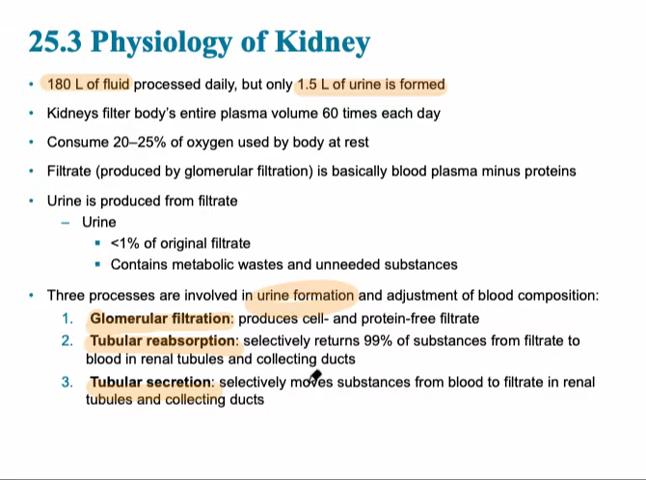 25.3 Physiology of Kidney
• 180 L of fluid processed daily, but only 1.5 L of urine is formed
• Kidneys filter body's entire plasma volume 60 times each day
• Consume 20–25% of oxygen used by body at rest
• Filtrate (produced by glomerular filtration) is basically blood plasma minus proteins
• Urine is produced from filtrate
– Urine
▪ <1% of original filtrate
▪ Contains metabolic wastes and unneeded substances
• Three processes are involved in urine formation and adjustment of blood composition:
1. Glomerular filtration: produces cell- and protein-free filtrate
2. Tubular reabsorption: selectively returns 99% of substances from filtrate to
blood in renal tubules and collecting ducts
3. Tubular secretion: selectively moves substances from blood to filtrate in renal
tubules and collecting ducts